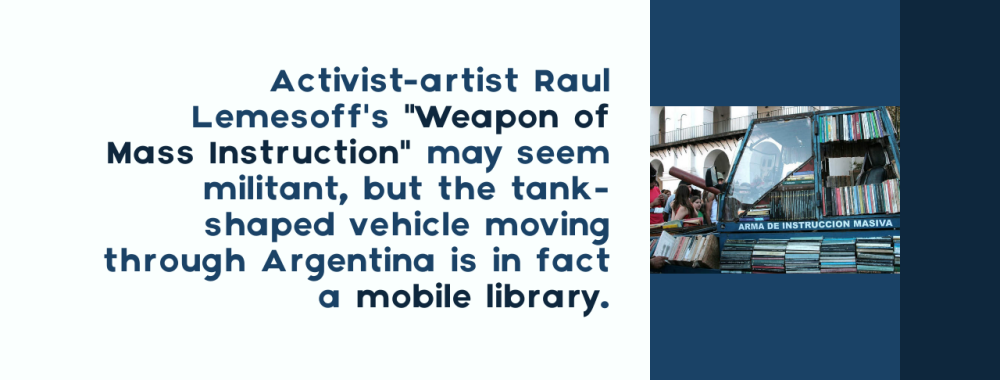 Activist-artist Raul
Lemesoff's "Weapon of
Mass Instruction" may seem
militant, but the tank-
shaped vehicle moving
through Argentina is in fact
a mobile library.
ARMA DE INSTRUCCION MASIVA